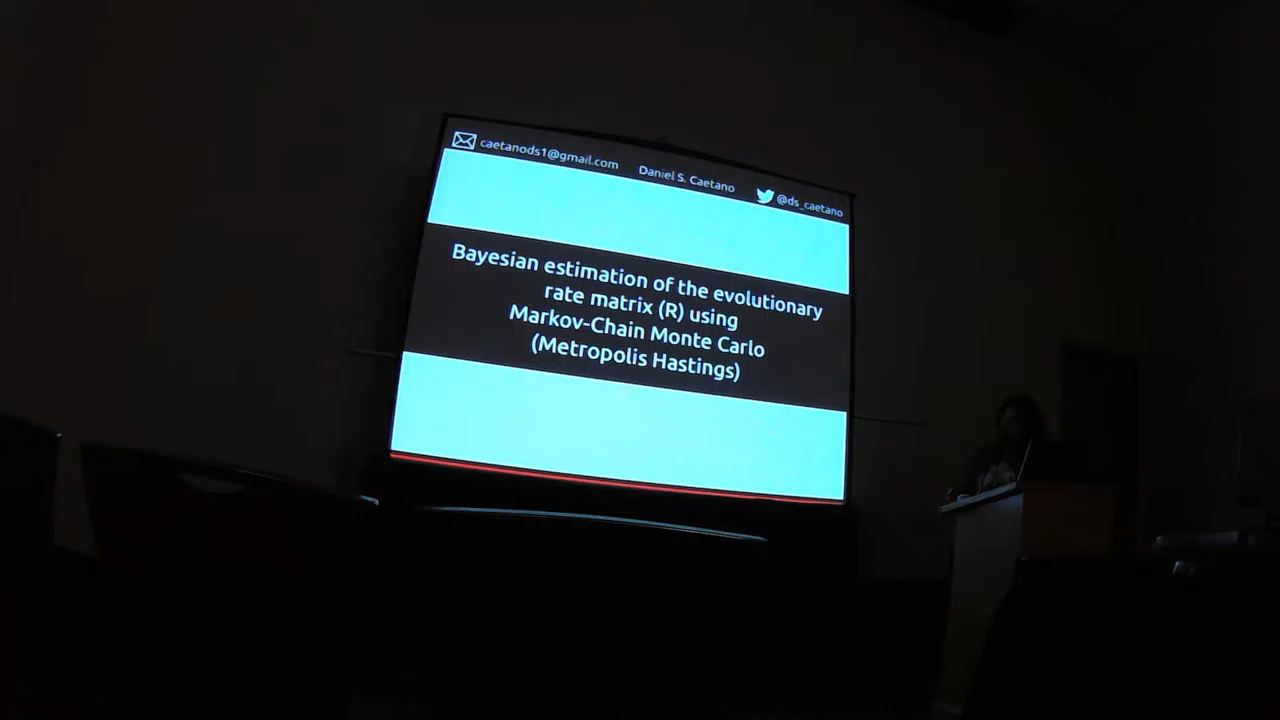 caetanods1@gmail.com
Daniel S. Caetano
@ds_caetano
Bayesian estimation of the evolutionary
rate matrix (R) using
Markov-Chain Monte Carlo
(Metropolis Hastings)